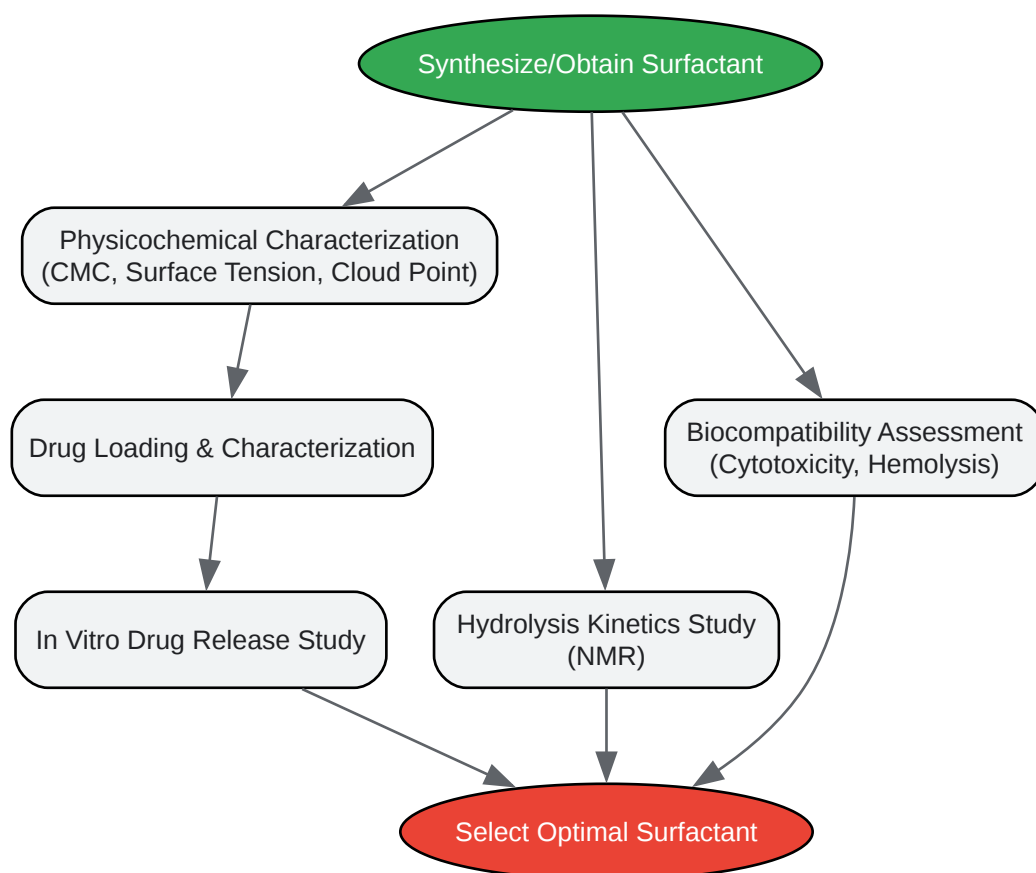 Synthesize/Obtain Surfactant
Physicochemical Characterization
(CMC, Surface Tension, Cloud Point)
Drug Loading & Characterization
Biocompatibility Assessment
(Cytotoxicity, Hemolysis)
In Vitro Drug Release Study
Hydrolysis Kinetics Study
(NMR)
Select Optimal Surfactant